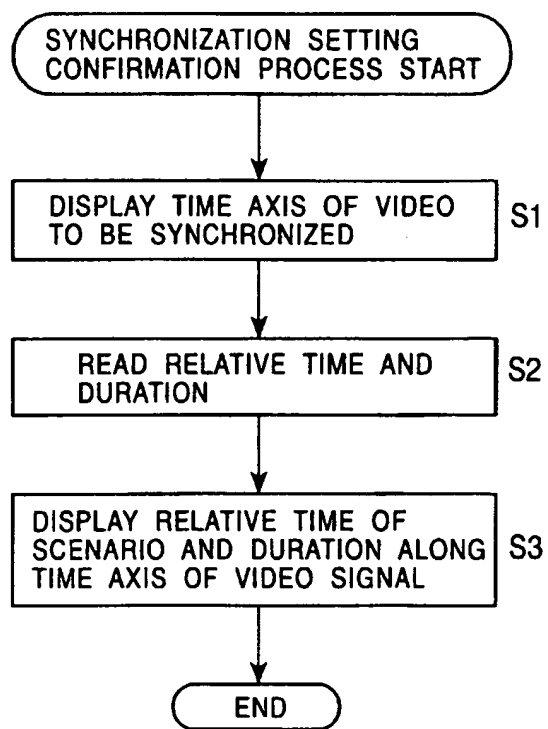 SYNCHRONIZATION SETTING
CONFIRMATION PROCESS START
DISPLAY TIME AXIS OF VIDEO
TO BE SYNCHRONIZED
S1
READ RELATIVE TIME AND
DURATION
S2
DISPLAY RELATIVE TIME OF
SCENARIO AND DURATION ALONG
TIME AXIS OF VIDEO SIGNAL
S3
END